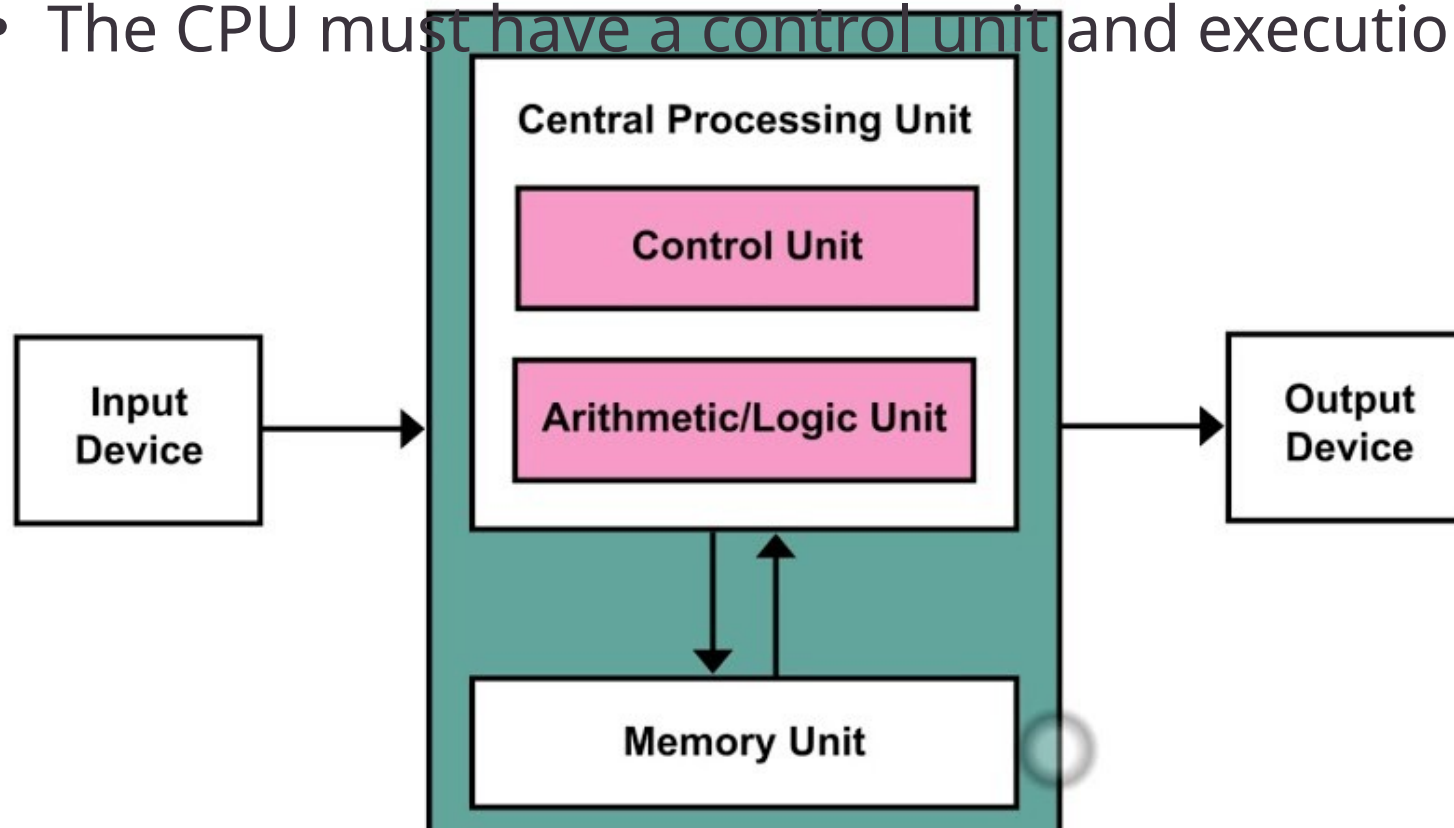 • The CPU must have a control unit and executio
Central Processing Unit
Control Unit
Arithmetic/Logic Unit
Input
Device
Output
Device
Memory Unit